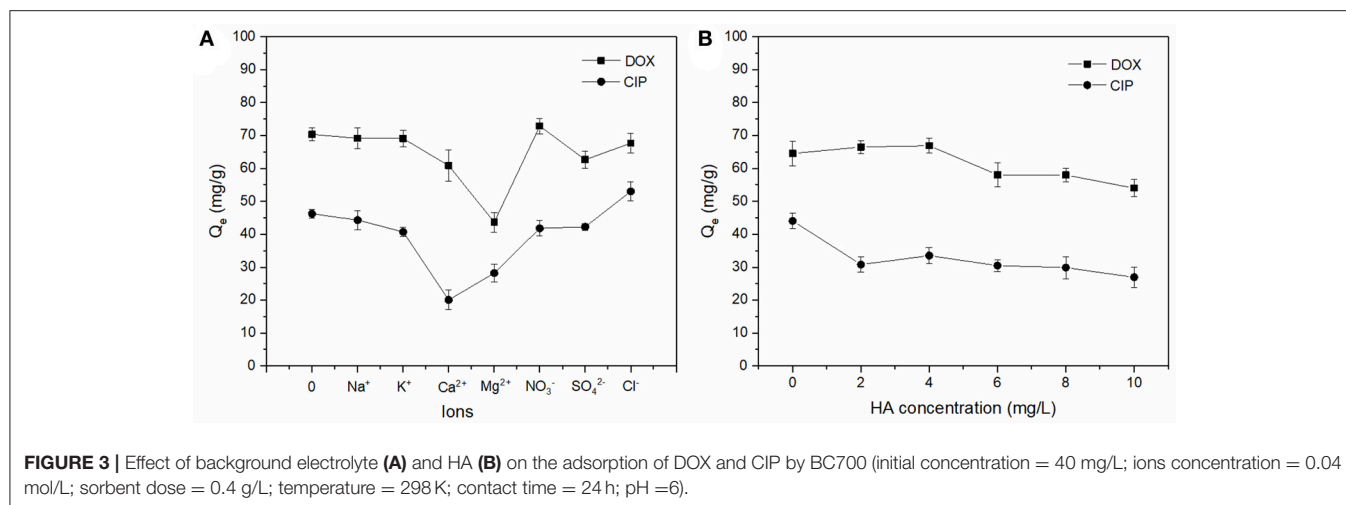 A
100
90
80
70
60
50
40
30
20
10
0
Qe (mg/g)
DOX
CIP
0 Na⁺ K⁺ Ca²⁺ Mg²⁺ NO₃⁻ SO₄²⁻ Cl⁻
Ions
B
100
90
80
70
60
50
40
30
20
10
0
Qe (mg/g)
DOX
CIP
0 2 4 6 8 10
HA concentration (mg/L)
FIGURE 3 | Effect of background electrolyte (A) and HA (B) on the adsorption of DOX and CIP by BC700 (initial concentration = 40 mg/L; ions concentration = 0.04
mol/L; sorbent dose = 0.4 g/L; temperature = 298 K; contact time = 24 h; pH =6).